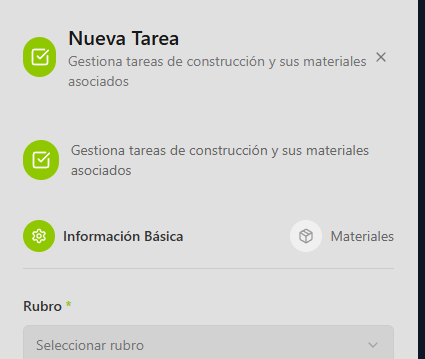 Nueva Tarea
Gestiona tareas de construcción y sus materiales
asociados
Gestiona tareas de construcción y sus materiales
asociados
Información Básica
Materiales
Rubro *
Seleccionar rubro